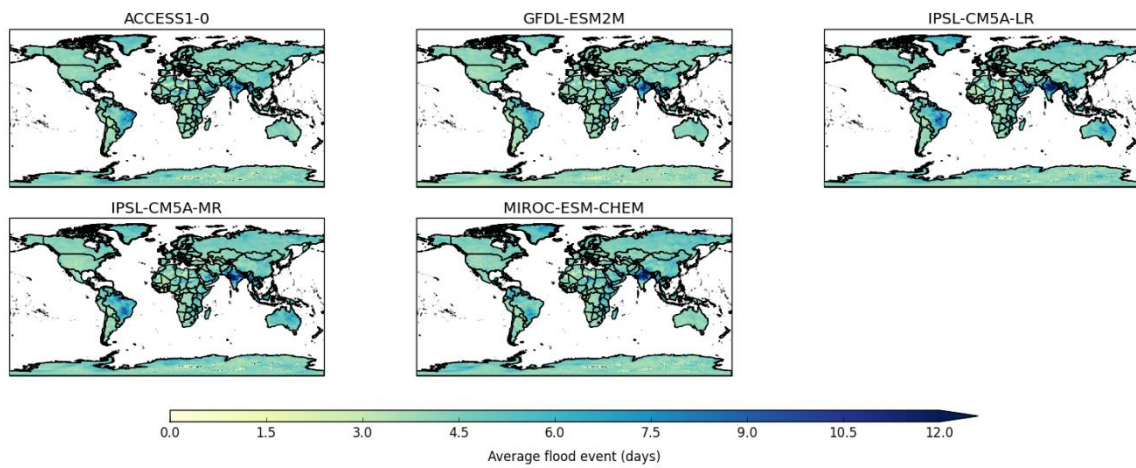 ACCESS1-0
GFDL-ESM2M
IPSL-CM5A-LR
IPSL-CM5A-MR
MIROC-ESM-CHEM
0.0 1.5 3.0 4.5 6.0 7.5 9.0 10.5 12.0
Average flood event (days)